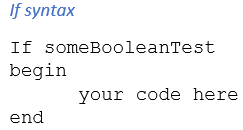 If syntax
If someBooleanTest
begin
your code here
end